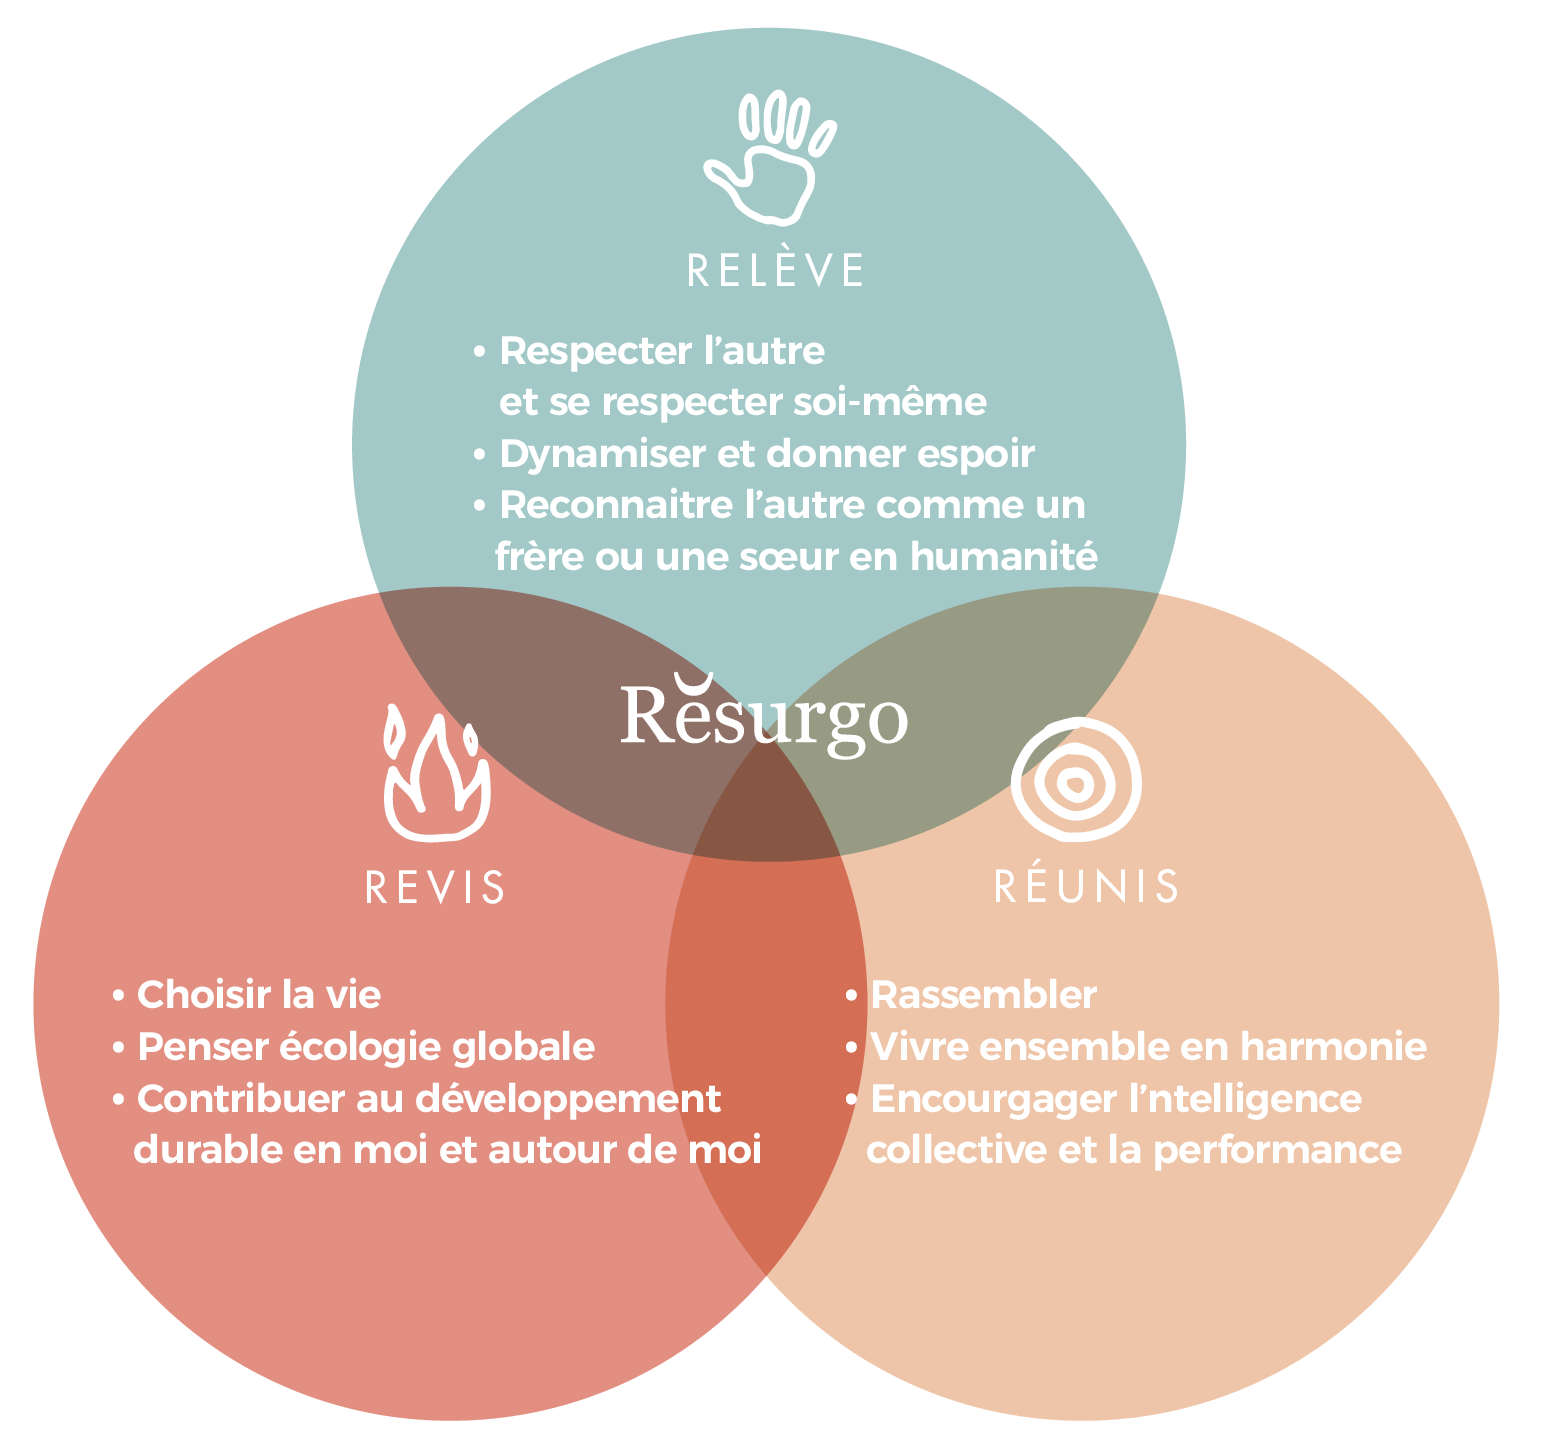 RELÈVE
• Respecter l’autre
et se respecter soi-même
• Dynamiser et donner espoir
• Reconnaitre l’autre comme un
frère ou une sœur en humanité
Rĕsurgo
REVIS
• Choisir la vie
• Penser écologie globale
• Contribuer au développement
durable en moi et autour de moi
RÉUNIS
• Rassembler
• Vivre ensemble en harmonie
• Encourgager l’ntelligence
collective et la performance